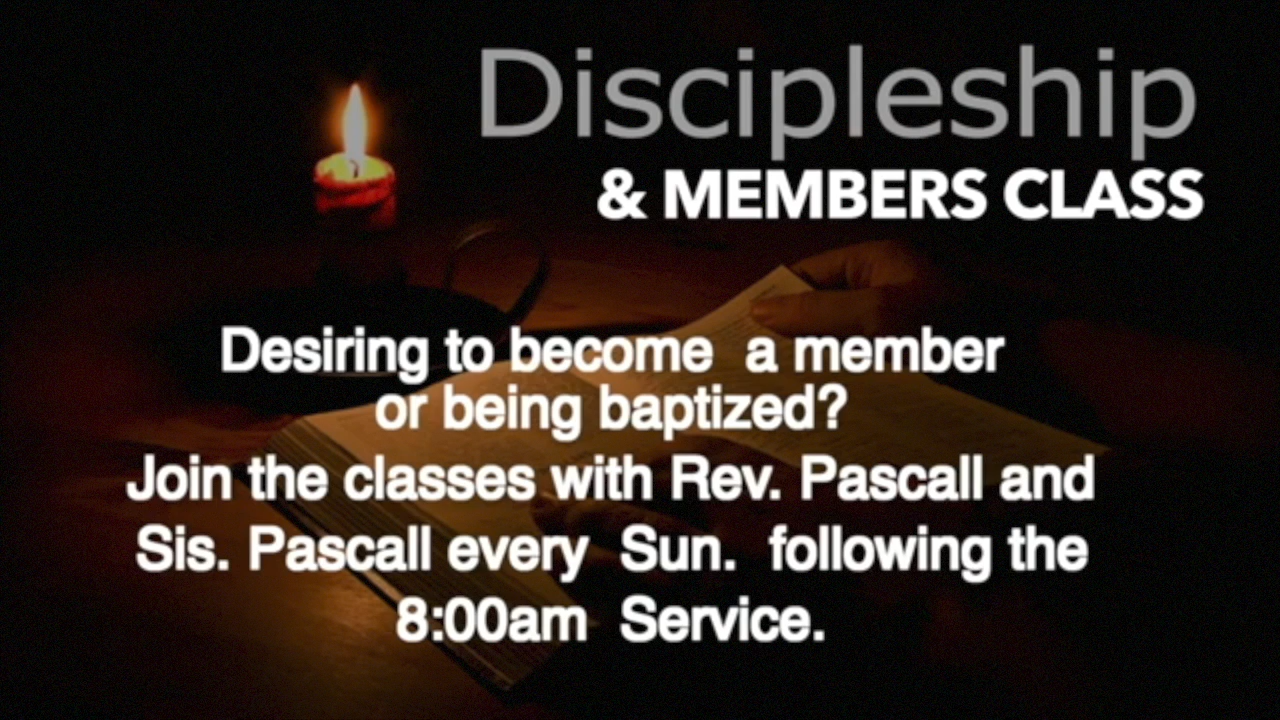 Discipleship
& MEMBERS CLASS
Desiring to become a member
or being baptized?
Join the classes with Rev. Pascall and
Sis. Pascall every Sun. following the
8:00am Service.